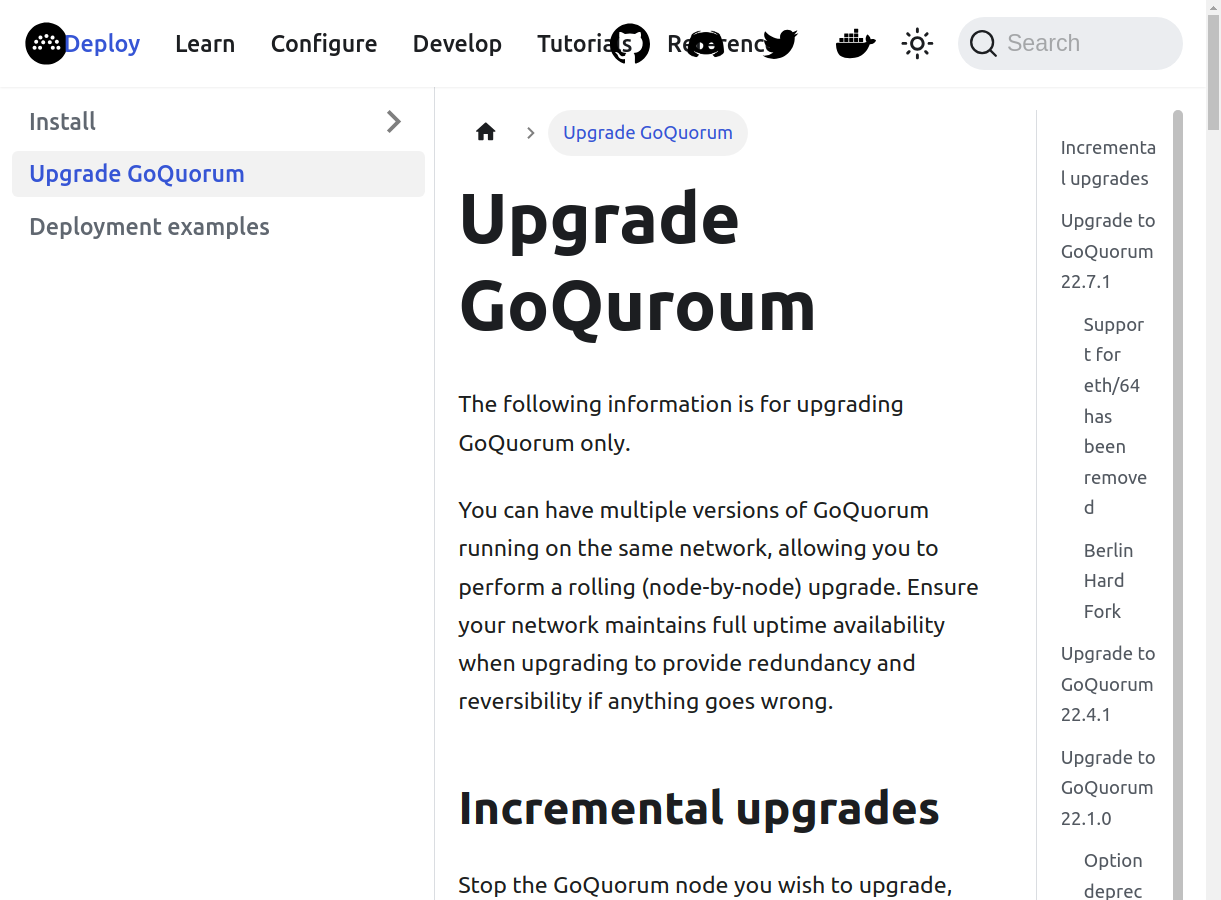 Deploy Learn Configure Develop Tutorials Reference Search
Install
Upgrade GoQuorum
Deployment examples
Upgrade GoQuorum
Upgrade
GoQuroum
The following information is for upgrading
GoQuorum only.
You can have multiple versions of GoQuorum
running on the same network, allowing you to
perform a rolling (node-by-node) upgrade. Ensure
your network maintains full uptime availability
when upgrading to provide redundancy and
reversibility if anything goes wrong.
Incremental upgrades
Stop the GoQuorum node you wish to upgrade,
Incrementa
l upgrades
Upgrade to
GoQuorum
22.7.1
Suppor
t for
eth/64
has
been
remove
d
Berlin
Hard
Fork
Upgrade to
GoQuorum
22.4.1
Upgrade to
GoQuorum
22.1.0
Option
deprec